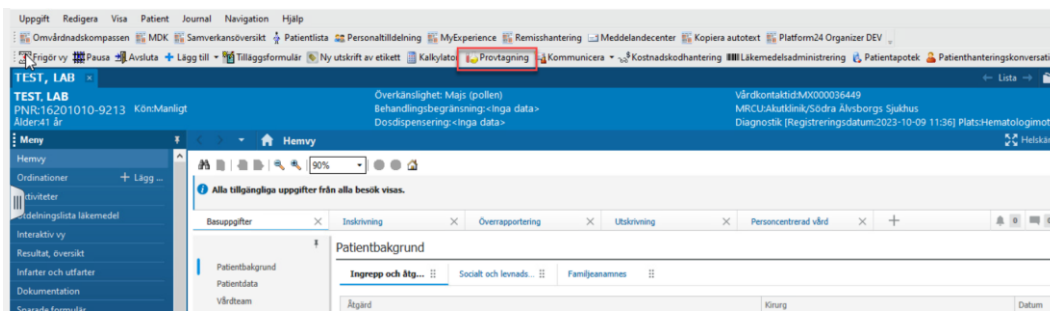 Uppgift Redigera Visa Patient Journal Navigation Hjälp
Omvårdnadskompassen MDK Samverkansöversikt Patientlista Personaltilldelning MyExperience Remisshantering Meddelandecenter Kopiera autotext Platform24 Organizer DEV
Frigör vy Pausa Avsluta + Lägg till Tilläggsformulär Ny utskrift av etikett Kalkylator Provtagning Kommunicera Kostnadskodhantering Läkemedelsadministrering Patientapotek Patienthanteringskonversati
TEST, LAB × ← Lista →
TEST, LAB Överkänslighet: Majs (pollen) Vårdkontaktid:MX000036449
PNR:16201010-9213 Kön:Manligt Behandlingsbegränsning:<Inga data> MRCU:Akutklinik/Södra Älvsborgs Sjukhus
Ålder:41 år Dosdispensering:<Inga data> Diagnostik [Registreringsdatum:2023-10-09 11:36] Plats:Hematologimot
Meny Hemvy Helskär
Hemvy
90%
Ordinationer + Lägg ...
Alla tillgängliga uppgifter från alla besök visas.
ktiviteter
ordelningslista läkemedel
Basuppgifter × Inskrivning × Överrapportering × Utskrivning × Personcentrerad vård × + 0 0
Interaktiv vy
Resultat, översikt
Patientbakgrund
Infarter och utfarter
Patientbakgrund
Ingrepp och åtg... Socialt och levnads... Familjeanamnes
Patientdata
Dokumentation
Vårdteam
Åtgärd Kirurg Datum
Sparade formulär